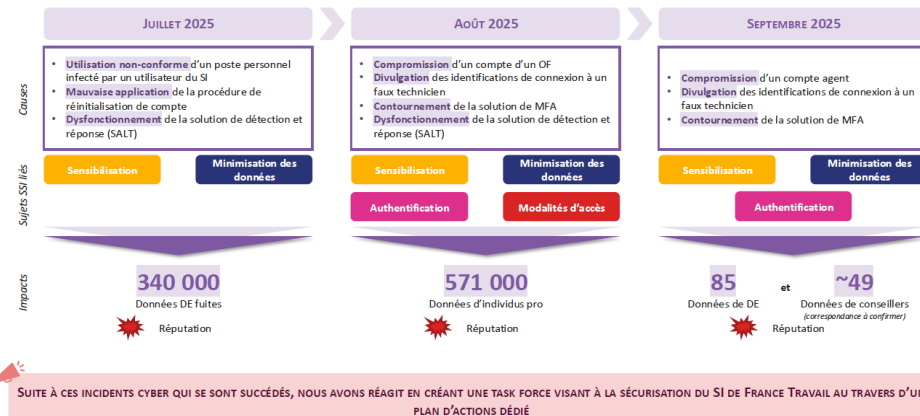 JUILLET 2025
AOÛT 2025
SEPTEMBRE 2025
Causes
• Utilisation non-conforme d'un poste personnel
infecté par un utilisateur du SI
• Mauvaise application de la procédure de
réinitialisation de compte
• Dysfonctionnement de la solution de détection et
réponse (SALT)
• Compromission d'un compte d'un OF
• Divulgation des identifications de connexion à un
faux technicien
• Contournement de la solution de MFA
• Dysfonctionnement de la solution de détection et
réponse (SALT)
• Compromission d'un compte agent
• Divulgation des identifications de connexion à un
faux technicien
• Contournement de la solution de MFA
Sujets SSI liés
Sensibilisation
Minimisation des
données
Sensibilisation
Minimisation des
données
Authentification
Modalités d'accès
Sensibilisation
Minimisation des
données
Authentification
Impacts
340 000
Données DE fuitées
Réputation
571 000
Données d'individus pro
Réputation
85
et
~49
Données de DE
Données de conseillers
(correspondance à confirmer)
Réputation
SUITE À CES INCIDENTS CYBER QUI SE SONT SUCCÉDÉS, NOUS AVONS RÉAGIT EN CRÉANT UNE TASK FORCE VISANT À LA SÉCURISATION DU SI DE FRANCE TRAVAIL AU TRAVERS D'UN
PLAN D'ACTIONS DÉDIÉ